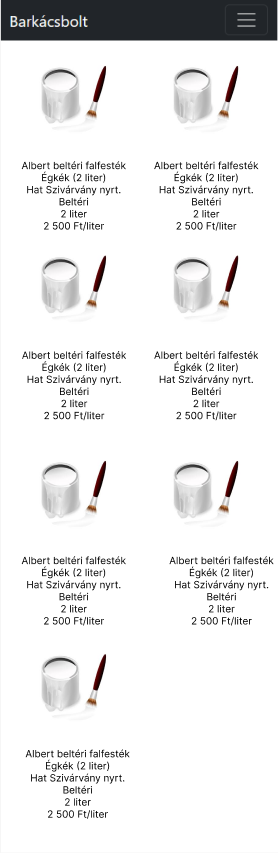 Barkácsbolt
Albert beltéri falfesték
Égkék (2 liter)
Hat Szivárvány nyrt.
Beltéri
2 liter
2 500 Ft/liter
Albert beltéri falfesték
Égkék (2 liter)
Hat Szivárvány nyrt.
Beltéri
2 liter
2 500 Ft/liter
Albert beltéri falfesték
Égkék (2 liter)
Hat Szivárvány nyrt.
Beltéri
2 liter
2 500 Ft/liter
Albert beltéri falfesték
Égkék (2 liter)
Hat Szivárvány nyrt.
Beltéri
2 liter
2 500 Ft/liter
Albert beltéri falfesték
Égkék (2 liter)
Hat Szivárvány nyrt.
Beltéri
2 liter
2 500 Ft/liter
Albert beltéri falfesték
Égkék (2 liter)
Hat Szivárvány nyrt.
Beltéri
2 liter
2 500 Ft/liter
Albert beltéri falfesték
Égkék (2 liter)
Hat Szivárvány nyrt.
Beltéri
2 liter
2 500 Ft/liter